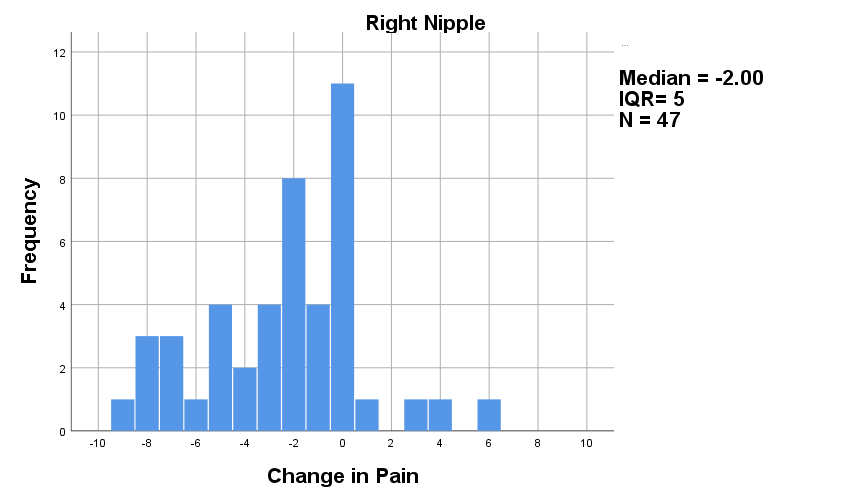 Right Nipple
...
Median = -2.00
IQR= 5
N = 47
Frequency
12
10
8
6
4
2
0
-10 -8 -6 -4 -2 0 2 4 6 8 10
Change in Pain